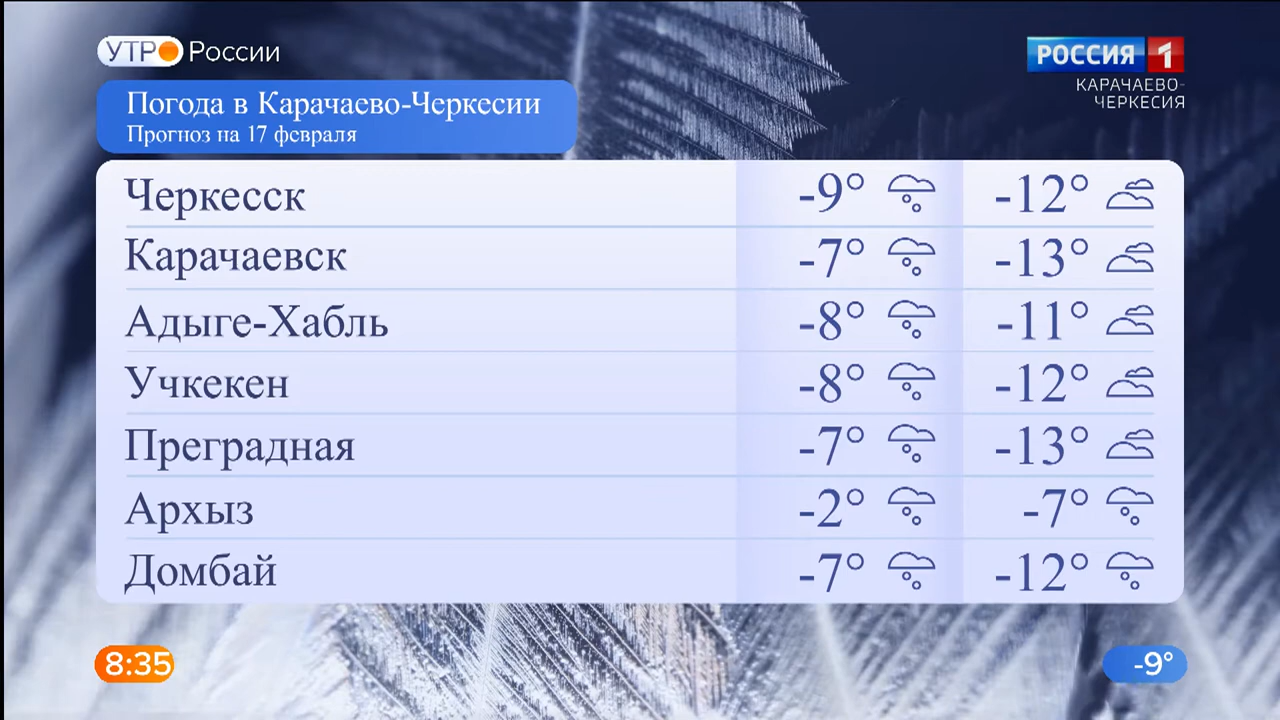 УТРО России
РОССИЯ 1
КАРАЧАЕВО-
ЧЕРКЕСИЯ
Погода в Карачаево-Черкесии
Прогноз на 17 февраля
Черкесск -9° -12°
Карачаевск -7° -13°
Адыге-Хабль -8° -11°
Учкекен -8° -12°
Преградная -7° -13°
Архыз -2° -7°
Домбай -7° -12°
8:35 -9°